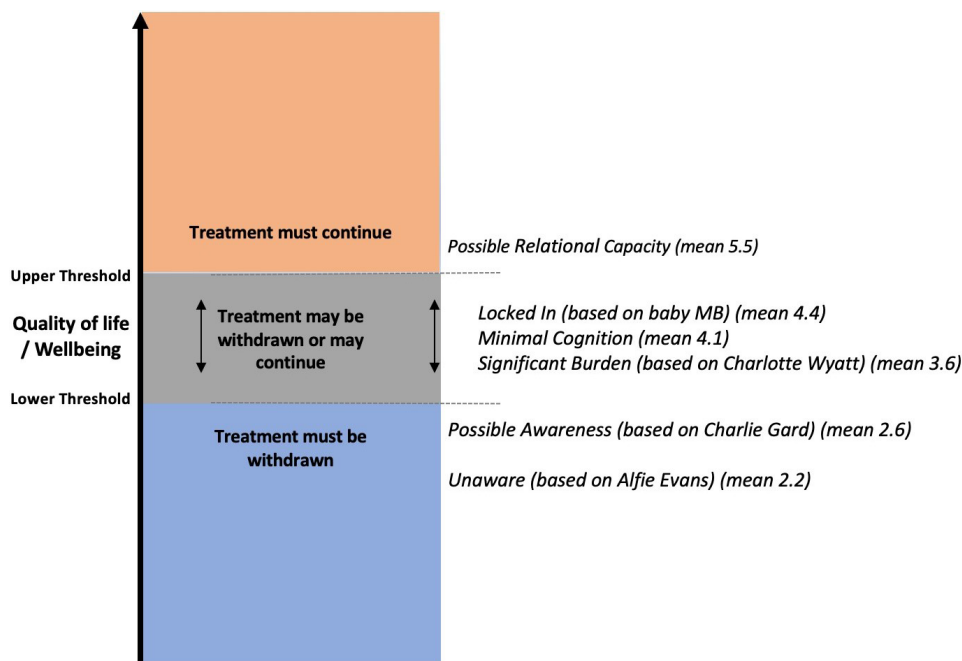 Treatment must continue
Possible Relational Capacity (mean 5.5)
Upper Threshold
Quality of life
/ Wellbeing
Treatment may be
withdrawn or may
continue
Locked In (based on baby MB) (mean 4.4)
Minimal Cognition (mean 4.1)
Significant Burden (based on Charlotte Wyatt) (mean 3.6)
Lower Threshold
Treatment must be
withdrawn
Possible Awareness (based on Charlie Gard) (mean 2.6)
Unaware (based on Alfie Evans) (mean 2.2)